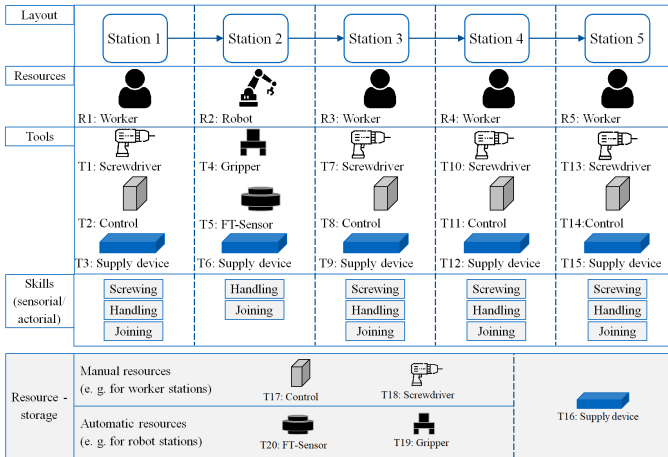 Layout
Station 1
Station 2
Station 3
Station 4
Station 5
Resources
R1: Worker
R2: Robot
R3: Worker
R4: Worker
R5: Worker
Tools
T1: Screwdriver
T4: Gripper
T7: Screwdriver
T10: Screwdriver
T13: Screwdriver
T2: Control
T5: FT-Sensor
T8: Control
T11: Control
T14:Control
T3: Supply device
T6: Supply device
T9: Supply device
T12: Supply device
T15: Supply device
Skills
(sensorial/
actorial)
Screwing
Handling
Screwing
Screwing
Screwing
Handling
Joining
Handling
Handling
Handling
Joining
Joining
Joining
Joining
Resource -
storage
Manual resources
(e. g. for worker stations)
T17: Control
T18: Screwdriver
T16: Supply device
Automatic resources
(e. g. for robot stations)
T20: FT-Sensor
T19: Gripper